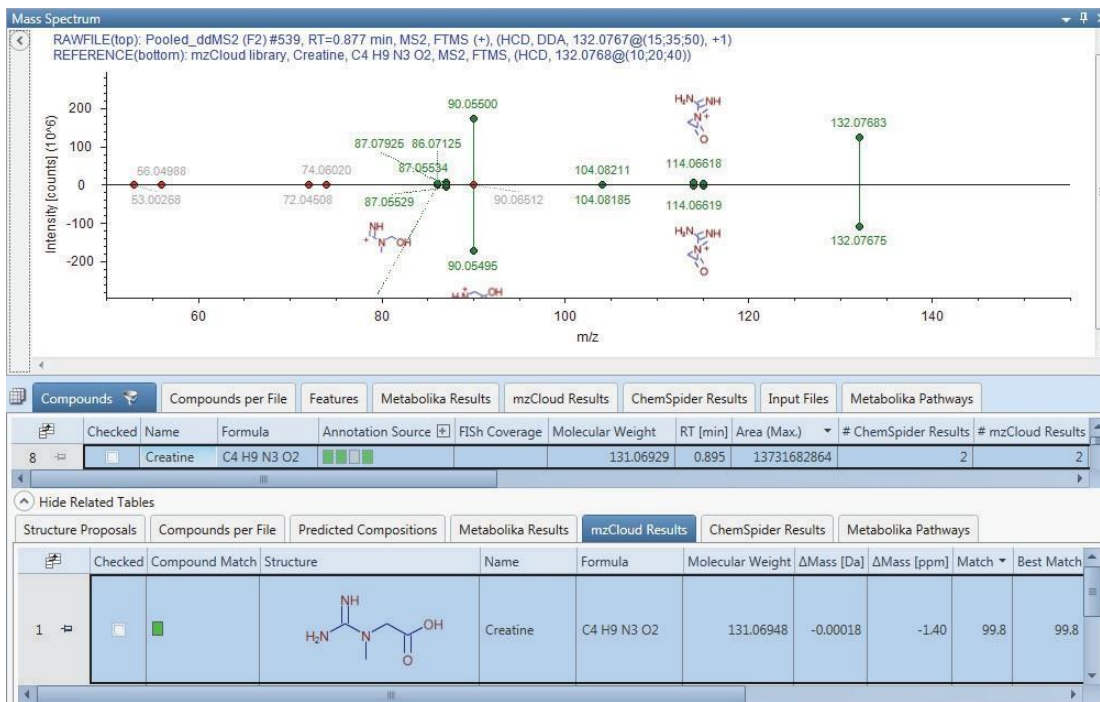 Mass Spectrum
RAWFILE(top): Pooled_ddMS2 (F2) #539, RT=0.877 min, MS2, FTMS (+), (HCD, DDA, 132.0767@(15;35;50), +1)
REFERENCE(bottom): mzCloud library, Creatine, C4 H9 N3 O2, MS2, FTMS, (HCD, 132.0768@(10;20;40))
Intensity [counts] (10^6)
200
100
0
-100
-200
90.05500
132.07683
87.07925 86.07125
56.04988
74.06020
87.05534
104.08211
114.06618
53.00268
72.04508
87.05529
90.06512
104.08185
114.06619
132.07675
90.05495
H₂N NH N⁺ O
NH N OH
H₂N NH N⁺ O
OH
60 80 100 120 140
m/z
Compounds Compounds per File Features Metabolika Results mzCloud Results ChemSpider Results Input Files Metabolika Pathways
Checked Name Formula Annotation Source FISh Coverage Molecular Weight RT [min] Area (Max.) # ChemSpider Results # mzCloud Results
8 Creatine C4 H9 N3 O2 131.06929 0.895 13731682864 2 2
Hide Related Tables
Structure Proposals Compounds per File Predicted Compositions Metabolika Results mzCloud Results ChemSpider Results Metabolika Pathways
Checked Compound Match Structure Name Formula Molecular Weight ΔMass [Da] ΔMass [ppm] Match Best Match
NH
H₂N N OH
O
1 Creatine C4 H9 N3 O2 131.06948 -0.00018 -1.40 99.8 99.8